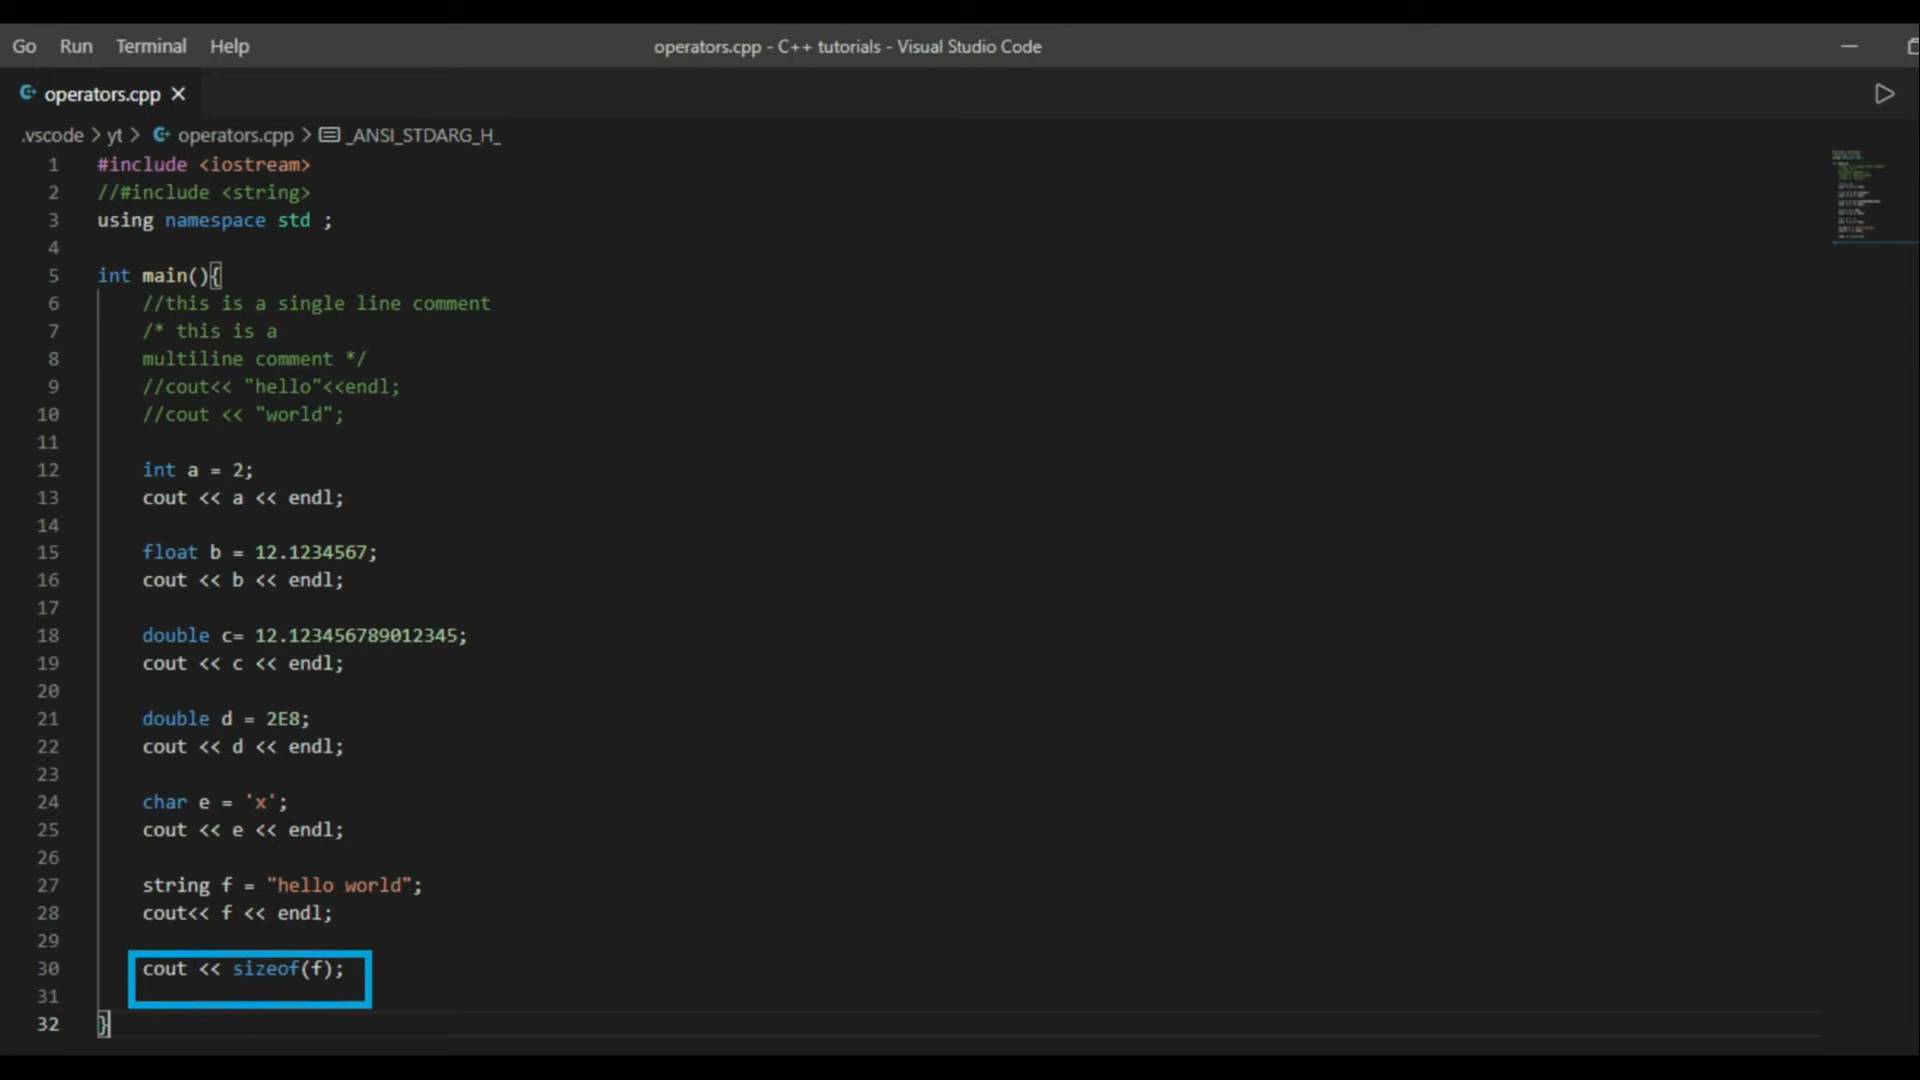 Go Run Terminal Help operators.cpp - C++ tutorials - Visual Studio Code
operators.cpp
.vscode > yt > operators.cpp > _ANSI_STDARG_H_
1 #include <iostream>
2 //#include <string>
3 using namespace std ;
4
5 int main(){
6 //this is a single line comment
7 /* this is a
8 multiline comment */
9 //cout<< "hello"<<endl;
10 //cout << "world";
11
12 int a = 2;
13 cout << a << endl;
14
15 float b = 12.1234567;
16 cout << b << endl;
17
18 double c= 12.123456789012345;
19 cout << c << endl;
20
21 double d = 2E8;
22 cout << d << endl;
23
24 char e = 'x';
25 cout << e << endl;
26
27 string f = "hello world";
28 cout<< f << endl;
29
30 cout << sizeof(f);
31
32 }